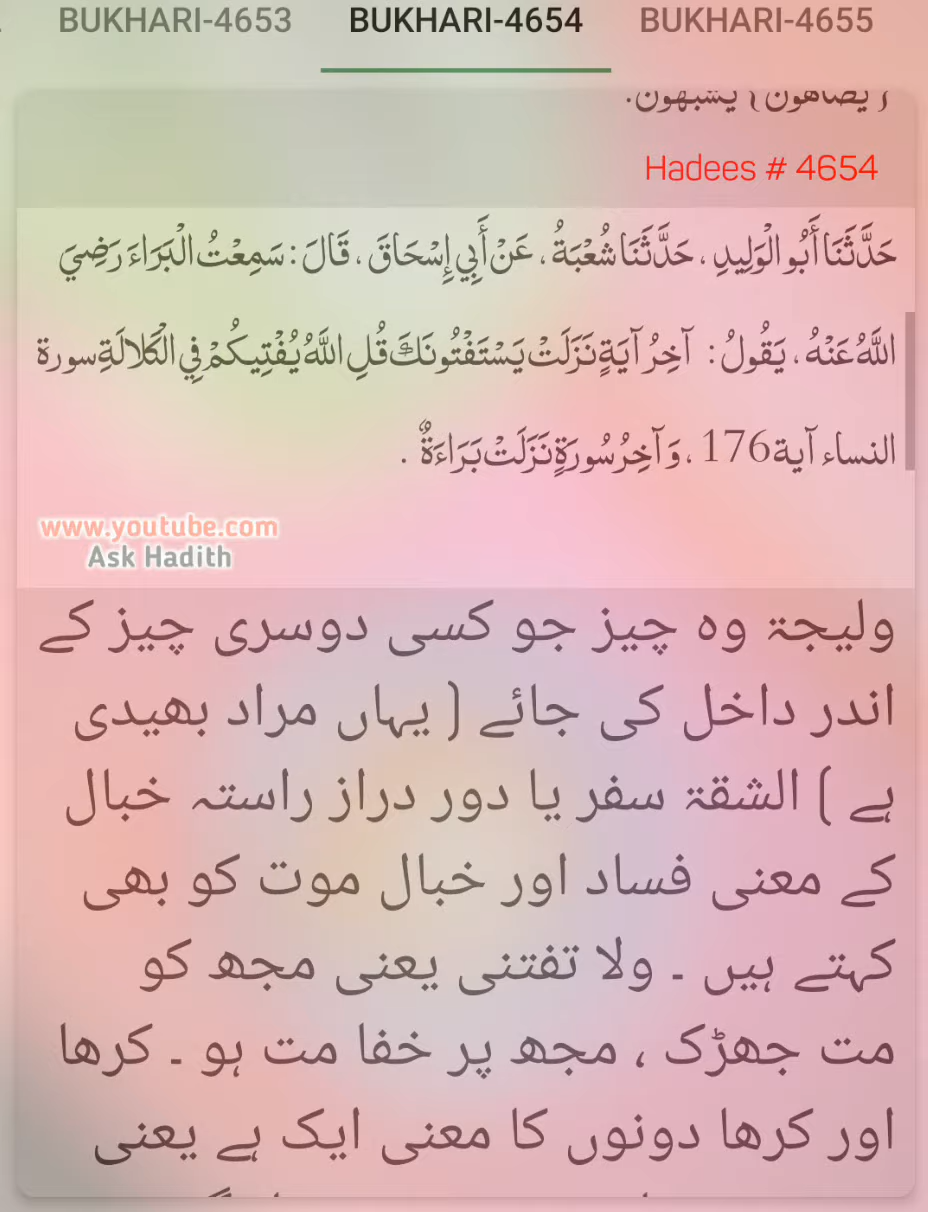 BUKHARI-4653 BUKHARI-4654 BUKHARI-4655
( يضاهون ) يشبهون.
Hadees # 4654
حَدَّثَنَا أَبُو الْوَلِيدِ ، حَدَّثَنَا شُعْبَةُ ، عَنْ أَبِي إِسْحَاقَ ، قَالَ : سَمِعْتُ الْبَرَاءَ رَضِيَ
اللَّهُ عَنْهُ ، يَقُولُ : آخِرُ آيَةٍ نَزَلَتْ يَسْتَفْتُونَكَ قُلِ اللَّهُ يُفْتِيكُمْ فِي الْكَلَالَةِ سورة
النساء آية 176 ، وَآخِرُ سُورَةٍ نَزَلَتْ بَرَاءَةٌ .
www.youtube.com
Ask Hadith
ولیجۃ وہ چیز جو کسی دوسری چیز کے
اندر داخل کی جائے ( یہاں مراد بھیدی
ہے ) الشقۃ سفر یا دور دراز راستہ خبال
کے معنی فساد اور خبال موت کو بھی
کہتے ہیں ۔ ولا تفتنی یعنی مجھ کو
مت جھڑک ، مجھ پر خفا مت ہو ۔ کرھا
اور کرھا دونوں کا معنی ایک ہے یعنی